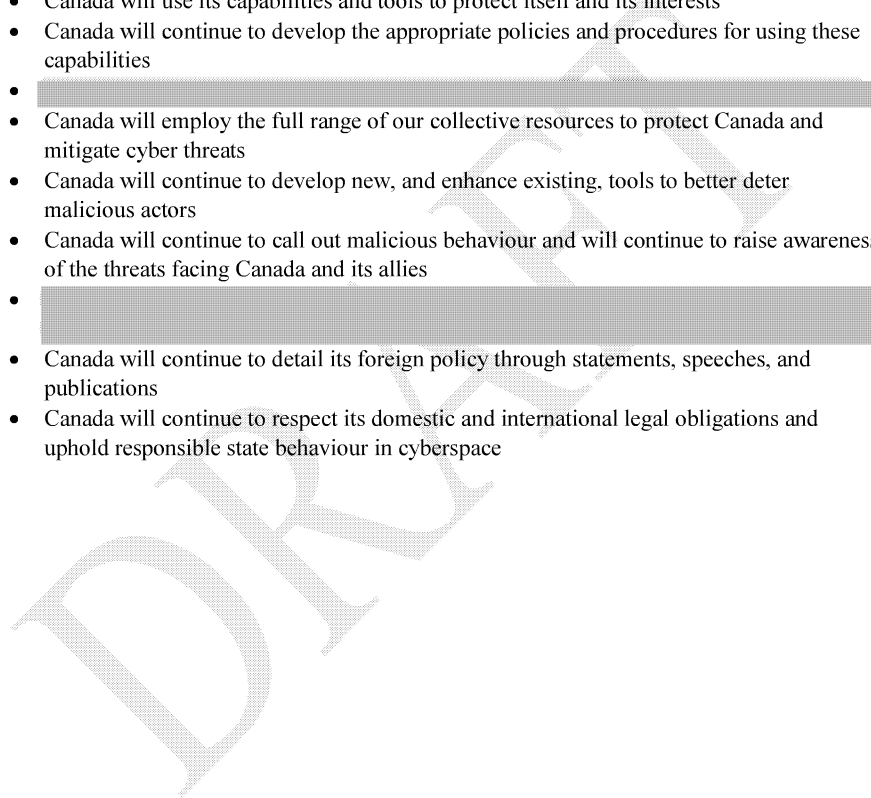 • Canada will use its capabilities and tools to protect itself and its interests
• Canada will continue to develop the appropriate policies and procedures for using these
capabilities
•
• Canada will employ the full range of our collective resources to protect Canada and
mitigate cyber threats
• Canada will continue to develop new, and enhance existing, tools to better deter
malicious actors
• Canada will continue to call out malicious behaviour and will continue to raise awareness
of the threats facing Canada and its allies
•
• Canada will continue to detail its foreign policy through statements, speeches, and
publications
• Canada will continue to respect its domestic and international legal obligations and
uphold responsible state behaviour in cyberspace
DRAFT